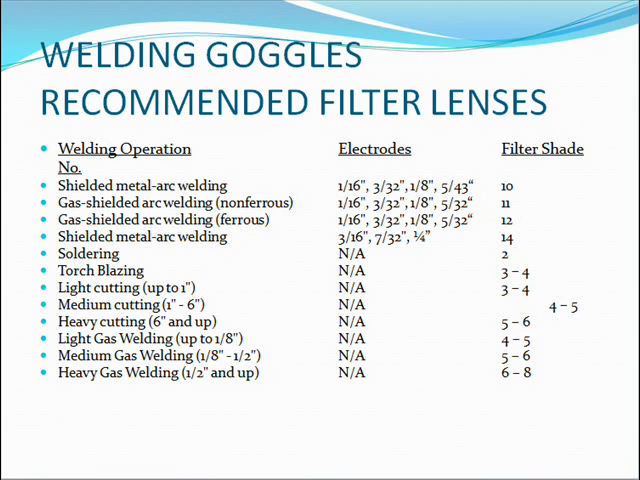 WELDING GOGGLES
RECOMMENDED FILTER LENSES
• Welding Operation Electrodes Filter Shade
No.
• Shielded metal-arc welding 1/16", 3/32",1/8", 5/43“ 10
• Gas-shielded arc welding (nonferrous) 1/16", 3/32",1/8", 5/32“ 11
• Gas-shielded arc welding (ferrous) 1/16", 3/32",1/8", 5/32“ 12
• Shielded metal-arc welding 3/16", 7/32", ¼” 14
• Soldering N/A 2
• Torch Blazing N/A 3 – 4
• Light cutting (up to 1") N/A 3 – 4
• Medium cutting (1" - 6") N/A 4 – 5
• Heavy cutting (6" and up) N/A 5 – 6
• Light Gas Welding (up to 1/8") N/A 4 – 5
• Medium Gas Welding (1/8" - 1/2") N/A 5 – 6
• Heavy Gas Welding (1/2" and up) N/A 6 – 8